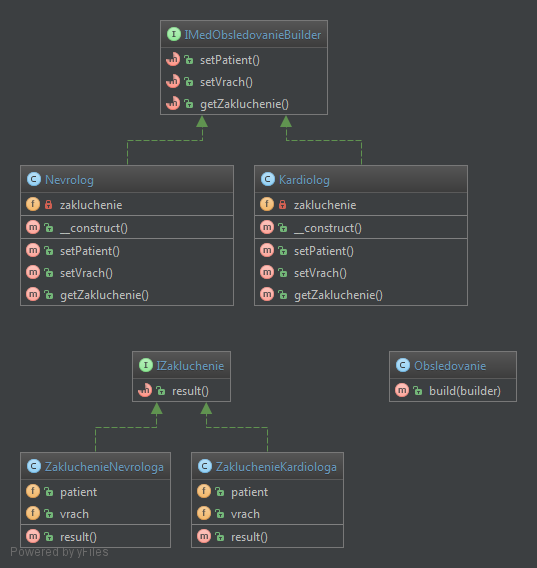 IMedObsledovanieBuilder
setPatient()
setVrach()
getZakluchenie()
Nevrolog
zakluchenie
__construct()
setPatient()
setVrach()
getZakluchenie()
Kardiolog
zakluchenie
__construct()
setPatient()
setVrach()
getZakluchenie()
IZakluchenie
result()
Obsledovanie
build(builder)
ZakluchenieNevrologa
patient
vrach
result()
ZakluchenieKardiologa
patient
vrach
result()
Powered by yFiles